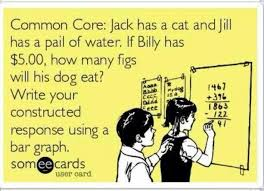 Common Core: Jack has a cat and Jill
has a pail of water. If Billy has
$5.00, how many figs
will his dog eat?
Write your
constructed
response using a
bar graph.
someecards
user card
1467
+396
1863
- 122
41